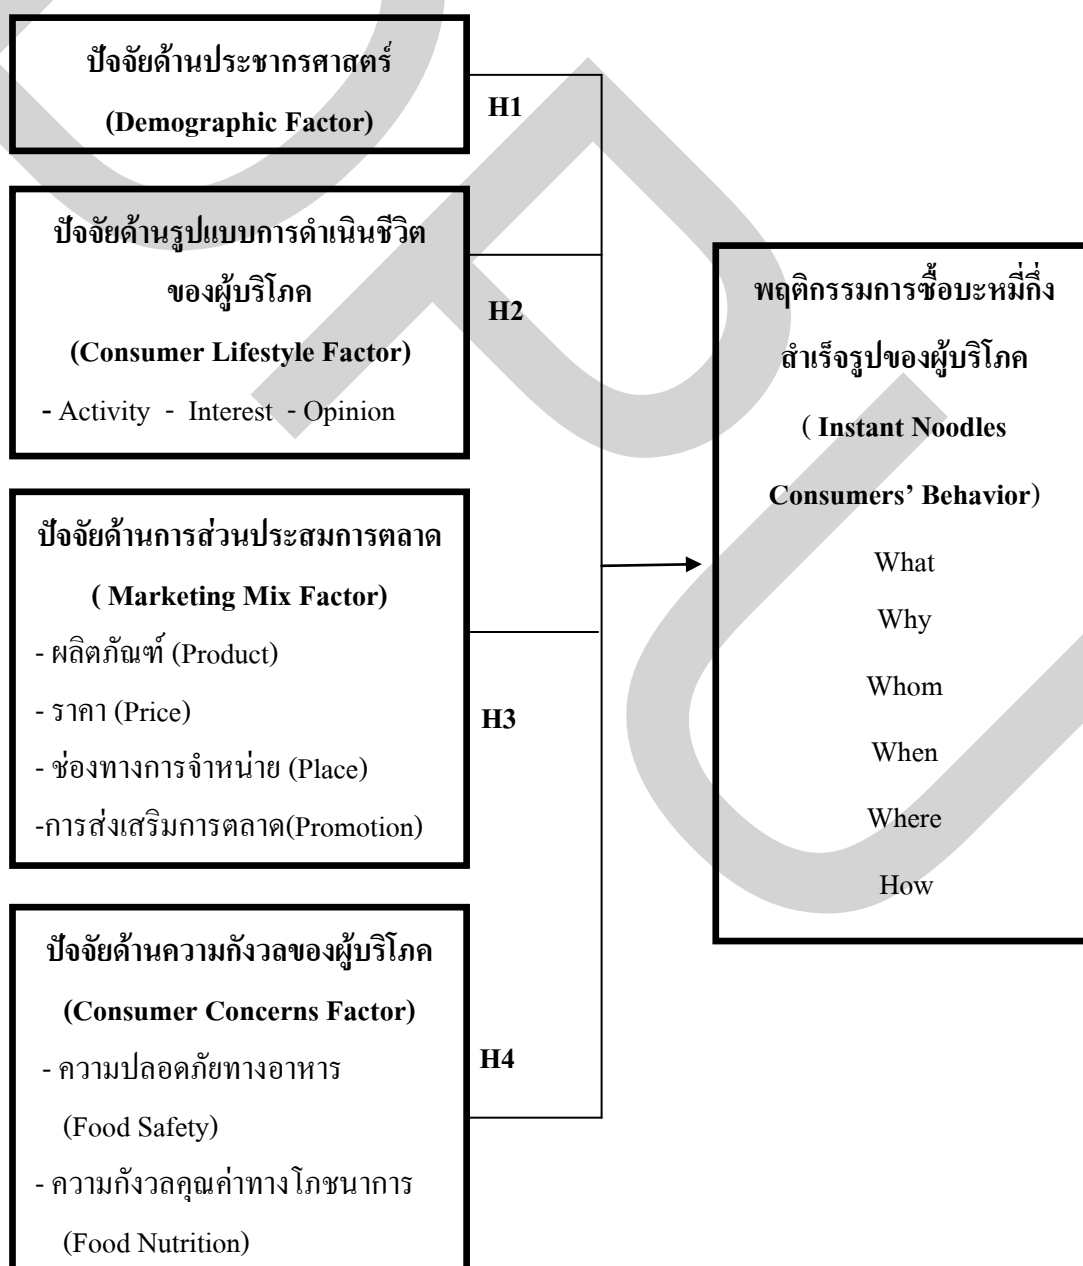 ปัจจัยด้านประชากรศาสตร์
(Demographic Factor)
H1
ปัจจัยด้านรูปแบบการดำเนินชีวิต
ของผู้บริโภค
(Consumer Lifestyle Factor)
- Activity - Interest - Opinion
H2
ปัจจัยด้านการส่วนประสมการตลาด
( Marketing Mix Factor)
- ผลิตภัณฑ์ (Product)
- ราคา (Price)
- ช่องทางการจำหน่าย (Place)
-การส่งเสริมการตลาด(Promotion)
H3
ปัจจัยด้านความกังวลของผู้บริโภค
(Consumer Concerns Factor)
- ความปลอดภัยทางอาหาร
(Food Safety)
- ความกังวลคุณค่าทางโภชนาการ
(Food Nutrition)
H4
พฤติกรรมการซื้อบะหมี่กึ่ง
สำเร็จรูปของผู้บริโภค
( Instant Noodles
Consumers’ Behavior)
What
Why
Whom
When
Where
How